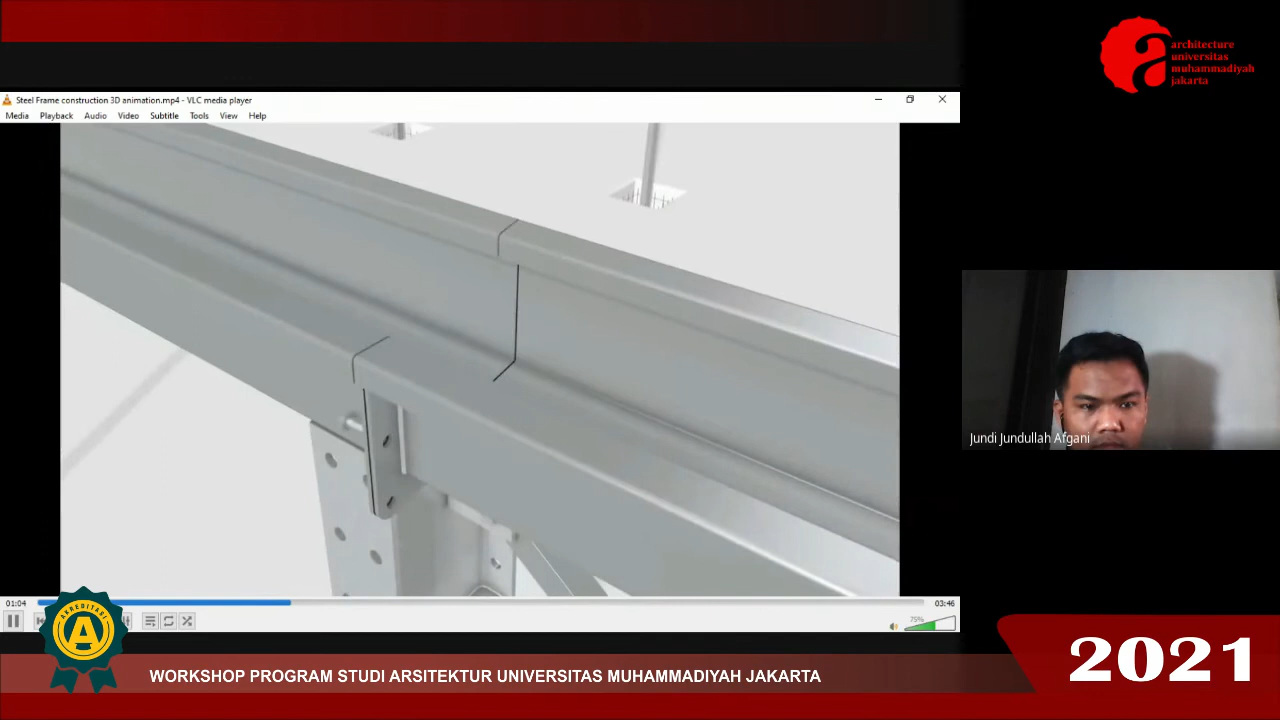 architecture
universitas
muhammadiyah
jakarta
Steel Frame construction 3D animation.mp4 - VLC media player
Media Playback Audio Video Subtitle Tools View Help
Jundi Jundullah Afgani
01:04
03:46
75%
AKREDITASI
A
WORKSHOP PROGRAM STUDI ARSITEKTUR UNIVERSITAS MUHAMMADIYAH JAKARTA
2021